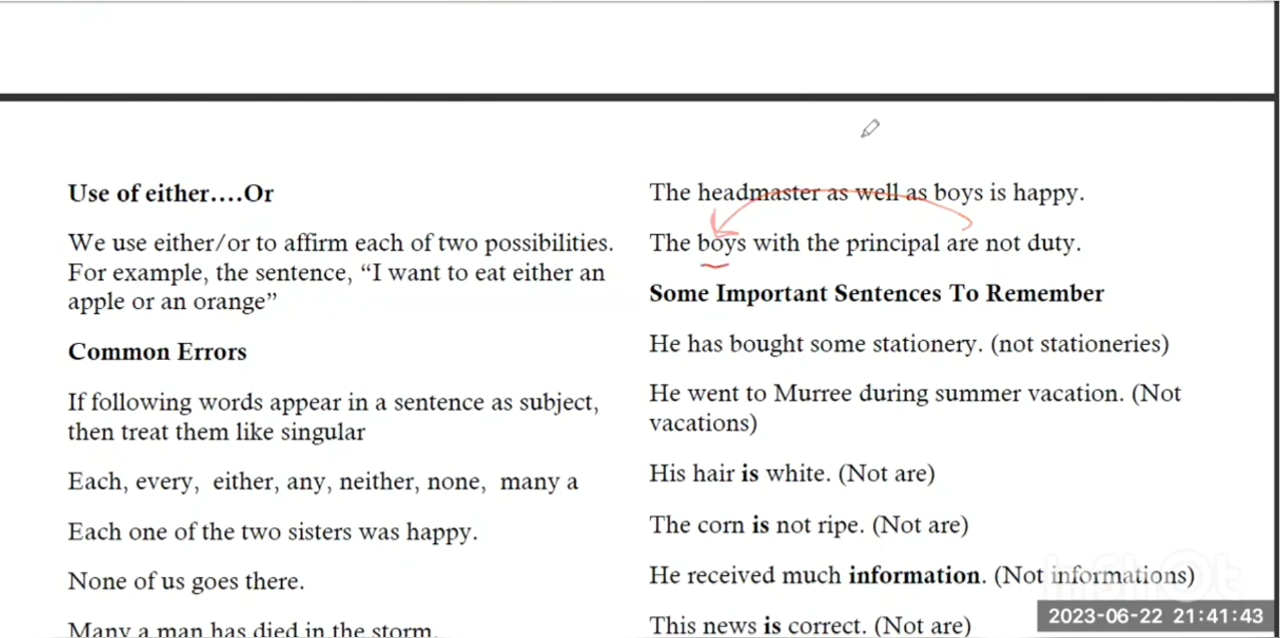 Use of either....Or
We use either/or to affirm each of two possibilities.
For example, the sentence, “I want to eat either an
apple or an orange”
Common Errors
If following words appear in a sentence as subject,
then treat them like singular
Each, every, either, any, neither, none, many a
Each one of the two sisters was happy.
None of us goes there.
Many a man has died in the storm.
The headmaster as well as boys is happy.
The boys with the principal are not duty.
Some Important Sentences To Remember
He has bought some stationery. (not stationeries)
He went to Murree during summer vacation. (Not
vacations)
His hair is white. (Not are)
The corn is not ripe. (Not are)
He received much information. (Not informations)
This news is correct. (Not are)
InShOt
2023-06-22 21:41:43